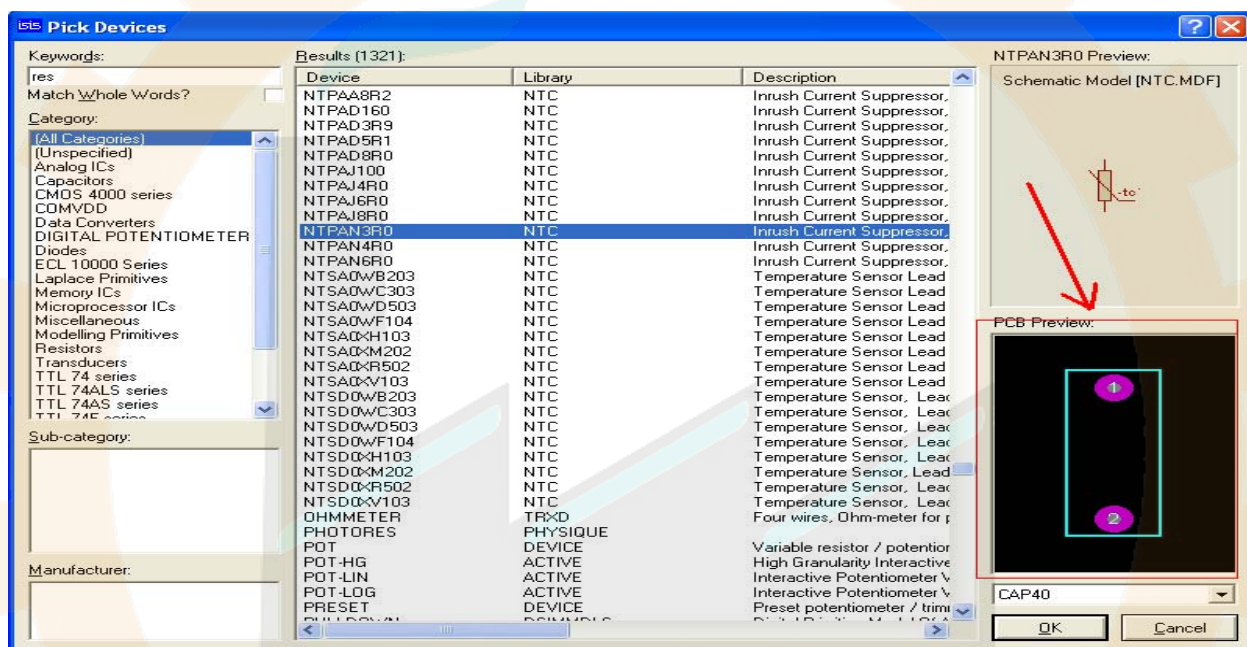 isis Pick Devices
Keywords:
res
Match Whole Words?
Category:
(All Categories)
(Unspecified)
Analog ICs
Capacitors
CMOS 4000 series
COMVDD
Data Converters
DIGITAL POTENTIOMETER
Diodes
ECL 10000 Series
Laplace Primitives
Memory ICs
Microprocessor ICs
Miscellaneous
Modelling Primitives
Resistors
Transducers
TTL 74 series
TTL 74ALS series
TTL 74AS series
Sub-category:
Manufacturer:
Results (1321):
Device Library Description
NTPAA8R2 NTC Inrush Current Suppressor,
NTPAD160 NTC Inrush Current Suppressor,
NTPAD3R9 NTC Inrush Current Suppressor,
NTPAD5R1 NTC Inrush Current Suppressor,
NTPAD8R0 NTC Inrush Current Suppressor,
NTPAJ100 NTC Inrush Current Suppressor,
NTPAJ4R0 NTC Inrush Current Suppressor,
NTPAJ6R0 NTC Inrush Current Suppressor,
NTPAJ8R0 NTC Inrush Current Suppressor,
NTPAN3R0 NTC Inrush Current Suppressor,
NTPAN4R0 NTC Inrush Current Suppressor,
NTPAN6R0 NTC Inrush Current Suppressor,
NTSA0WB203 NTC Temperature Sensor Lead
NTSA0WC303 NTC Temperature Sensor Lead
NTSA0WD503 NTC Temperature Sensor Lead
NTSA0WF104 NTC Temperature Sensor Lead
NTSA0XH103 NTC Temperature Sensor Lead
NTSA0XM202 NTC Temperature Sensor Lead
NTSA0XR502 NTC Temperature Sensor Lead
NTSA0XV103 NTC Temperature Sensor Lead
NTSD0WB203 NTC Temperature Sensor, Lead
NTSD0WC303 NTC Temperature Sensor, Lead
NTSD0WD503 NTC Temperature Sensor, Lead
NTSD0WF104 NTC Temperature Sensor, Lead
NTSD0XH103 NTC Temperature Sensor, Lead
NTSD0XM202 NTC Temperature Sensor, Lead
NTSD0XR502 NTC Temperature Sensor, Lead
NTSD0XV103 NTC Temperature Sensor, Lead
OHMMETER TRXD Four wires, Ohm-meter for
PHOTORES PHYSIQUE
POT DEVICE Variable resistor / potentior
POT-HG ACTIVE High Granularity Interactive
POT-LIN ACTIVE Interactive Potentiometer
POT-LOG ACTIVE Interactive Potentiometer
PRESET DEVICE Preset potentiometer / trim
NTPAN3R0 Preview:
Schematic Model [NTC.MDF]
-tc°
PCB Preview:
1
2
CAP40
OK Cancel